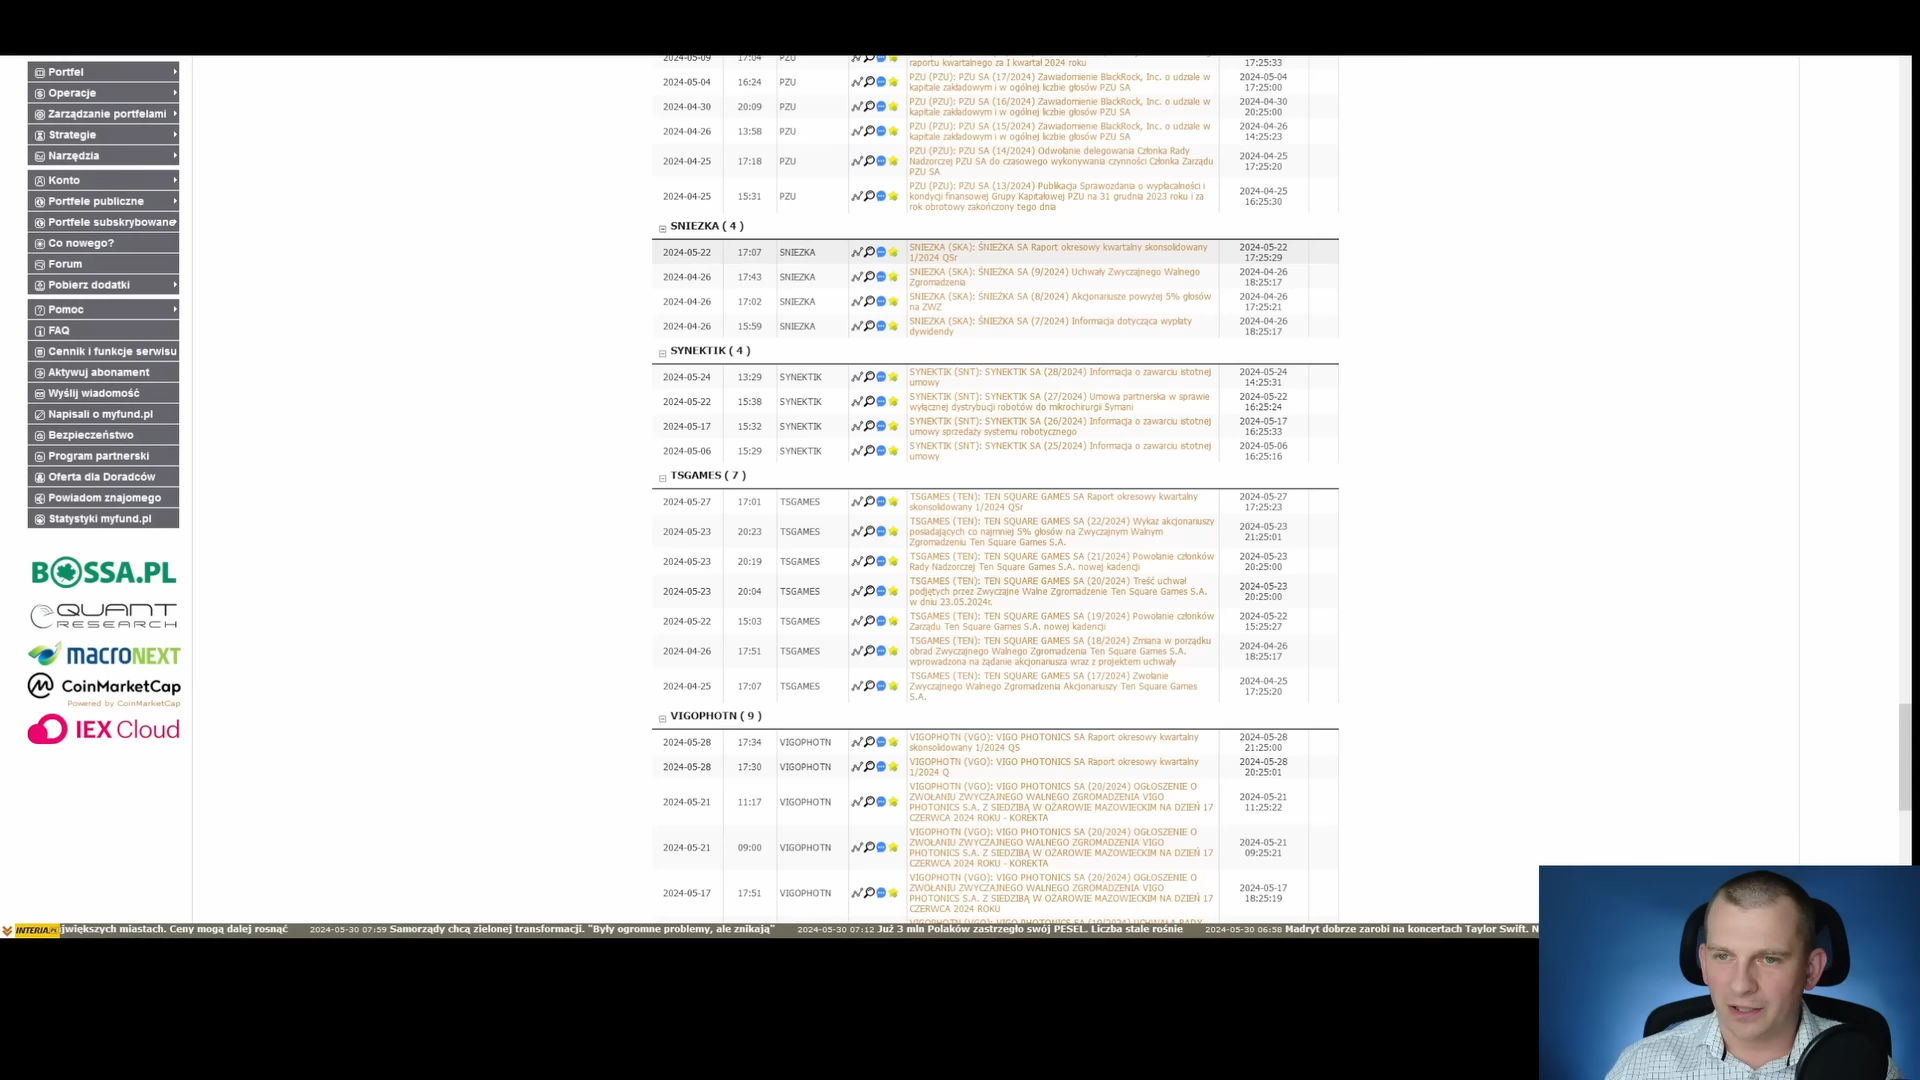 Portfel
Operacje
Zarządzanie portfelami
Strategie
Narzędzia
Konto
Portfele publiczne
Portfele subskrybowane
Co nowego?
Forum
Pobierz dodatki
Pomoc
FAQ
Cennik i funkcje serwisu
Aktywuj abonament
Wyślij wiadomość
Napisali o myfund.pl
Bezpieczeństwo
Program partnerski
Oferta dla Doradców
Powiadom znajomego
Statystyki myfund.pl
BOSSA.PL
QUANT
RESEARCH
MACRONEXT
CoinMarketCap
Powered by CoinMarketCap
IEX Cloud
2024-05-09 17:04 PZU raportu kwartalnego za I kwartał 2024 roku 17:25:33
2024-05-04 16:24 PZU PZU (PZU): PZU SA (17/2024) Zawiadomienie BlackRock, Inc. o udziale w 2024-05-04
kapitale zakładowym i w ogólnej liczbie głosów PZU SA 17:25:00
2024-04-30 20:09 PZU PZU (PZU): PZU SA (16/2024) Zawiadomienie BlackRock, Inc. o udziale w 2024-04-30
kapitale zakładowym i w ogólnej liczbie głosów PZU SA 20:25:00
2024-04-26 13:58 PZU PZU (PZU): PZU SA (15/2024) Zawiadomienie BlackRock, Inc. o udziale w 2024-04-26
kapitale zakładowym i w ogólnej liczbie głosów PZU SA 14:25:23
2024-04-25 17:18 PZU PZU (PZU): PZU SA (14/2024) Odwołanie delegowania Członka Rady 2024-04-25
Nadzorczej PZU SA do czasowego wykonywania czynności Członka Zarządu 17:25:20
PZU SA
2024-04-25 15:31 PZU PZU (PZU): PZU SA (13/2024) Publikacja Sprawozdania o wypłacalności i 2024-04-25
kondycji finansowej Grupy Kapitałowej PZU na 31 grudnia 2023 roku i za 16:25:30
rok obrotowy zakończony tego dnia
SNIEZKA ( 4 )
2024-05-22 17:07 SNIEZKA SNIEZKA (SKA): ŚNIEŻKA SA Raport okresowy kwartalny skonsolidowany 2024-05-22
1/2024 QSr 17:25:29
2024-04-26 17:43 SNIEZKA SNIEZKA (SKA): ŚNIEŻKA SA (9/2024) Uchwały Zwyczajnego Walnego 2024-04-26
Zgromadzenia 18:25:17
2024-04-26 17:02 SNIEZKA SNIEZKA (SKA): ŚNIEŻKA SA (8/2024) Akcjonariusze powyżej 5% głosów 2024-04-26
na ZWZ 17:25:21
2024-04-26 15:59 SNIEZKA SNIEZKA (SKA): ŚNIEŻKA SA (7/2024) Informacja dotycząca wypłaty 2024-04-26
dywidendy 18:25:17
SYNEKTIK ( 4 )
2024-05-24 13:29 SYNEKTIK SYNEKTIK (SNT): SYNEKTIK SA (28/2024) Informacja o zawarciu istotnej 2024-05-24
umowy 14:25:31
2024-05-22 15:38 SYNEKTIK SYNEKTIK (SNT): SYNEKTIK SA (27/2024) Umowa partnerska w sprawie 2024-05-22
wyłącznej dystrybucji robotów do mikrochirurgii Symani 16:25:24
2024-05-17 15:32 SYNEKTIK SYNEKTIK (SNT): SYNEKTIK SA (26/2024) Informacja o zawarciu istotnej 2024-05-17
umowy sprzedaży systemu robotycznego 16:25:33
2024-05-06 15:29 SYNEKTIK SYNEKTIK (SNT): SYNEKTIK SA (25/2024) Informacja o zawarciu istotnej 2024-05-06
umowy 16:25:16
TSGAMES ( 7 )
2024-05-27 17:01 TSGAMES TSGAMES (TEN): TEN SQUARE GAMES SA Raport okresowy kwartalny 2024-05-27
skonsolidowany 1/2024 QSr 17:25:23
2024-05-23 20:23 TSGAMES TSGAMES (TEN): TEN SQUARE GAMES SA (22/2024) Wykaz akcjonariuszy 2024-05-23
posiadających co najmniej 5% głosów na Zwyczajnym Walnym 21:25:01
Zgromadzeniu Ten Square Games S.A.
2024-05-23 20:19 TSGAMES TSGAMES (TEN): TEN SQUARE GAMES SA (21/2024) Powołanie członków 2024-05-23
Rady Nadzorczej Ten Square Games S.A. nowej kadencji 20:25:00
2024-05-23 20:04 TSGAMES TSGAMES (TEN): TEN SQUARE GAMES SA (20/2024) Treść uchwał 2024-05-23
podjętych przez Zwyczajne Walne Zgromadzenie Ten Square Games S.A. 20:25:00
w dniu 23.05.2024r.
2024-05-22 15:03 TSGAMES TSGAMES (TEN): TEN SQUARE GAMES SA (19/2024) Powołanie członków 2024-05-22
Zarządu Ten Square Games S.A. nowej kadencji 15:25:27
2024-04-26 17:51 TSGAMES TSGAMES (TEN): TEN SQUARE GAMES SA (18/2024) Zmiana w porządku 2024-04-26
obrad Zwyczajnego Walnego Zgromadzenia Ten Square Games S.A. 18:25:17
wprowadzona na żądanie akcjonariusza wraz z projektem uchwały
2024-04-25 17:07 TSGAMES TSGAMES (TEN): TEN SQUARE GAMES SA (17/2024) Zwołanie 2024-04-25
Zwyczajnego Walnego Zgromadzenia Akcjonariuszy Ten Square Games 17:25:20
S.A.
VIGOPHOTN ( 9 )
2024-05-28 17:34 VIGOPHOTN VIGOPHOTN (VGO): VIGO PHOTONICS SA Raport okresowy kwartalny 2024-05-28
skonsolidowany 1/2024 QS 21:25:00
2024-05-28 17:30 VIGOPHOTN VIGOPHOTN (VGO): VIGO PHOTONICS SA Raport okresowy kwartalny 2024-05-28
1/2024 Q 20:25:01
2024-05-21 11:17 VIGOPHOTN VIGOPHOTN (VGO): VIGO PHOTONICS SA (20/2024) OGŁOSZENIE O 2024-05-21
ZWOŁANIU ZWYCZAJNEGO WALNEGO ZGROMADZENIA VIGO 11:25:22
PHOTONICS S.A. Z SIEDZIBĄ W OŻAROWIE MAZOWIECKIM NA DZIEŃ 17
CZERWCA 2024 ROKU - KOREKTA
2024-05-21 09:00 VIGOPHOTN VIGOPHOTN (VGO): VIGO PHOTONICS SA (20/2024) OGŁOSZENIE O 2024-05-21
ZWOŁANIU ZWYCZAJNEGO WALNEGO ZGROMADZENIA VIGO 09:25:21
PHOTONICS S.A. Z SIEDZIBĄ W OŻAROWIE MAZOWIECKIM NA DZIEŃ 17
CZERWCA 2024 ROKU - KOREKTA
2024-05-17 17:51 VIGOPHOTN VIGOPHOTN (VGO): VIGO PHOTONICS SA (20/2024) OGŁOSZENIE O 2024-05-17
ZWOŁANIU ZWYCZAJNEGO WALNEGO ZGROMADZENIA VIGO 18:25:19
PHOTONICS S.A. Z SIEDZIBĄ W OŻAROWIE MAZOWIECKIM NA DZIEŃ 17
CZERWCA 2024 ROKU
INTERIA.PL jwiększych miastach. Ceny mogą dalej rosnąć 2024-05-30 07:59 Samorządy chcą zielonej transformacji. "Były ogromne problemy, ale znikają" 2024-05-30 07:12 Już 3 mln Polaków zastrzegło swój PESEL. Liczba stale rośnie 2024-05-30 06:58 Madryt dobrze zarobi na koncertach Taylor Swift. N